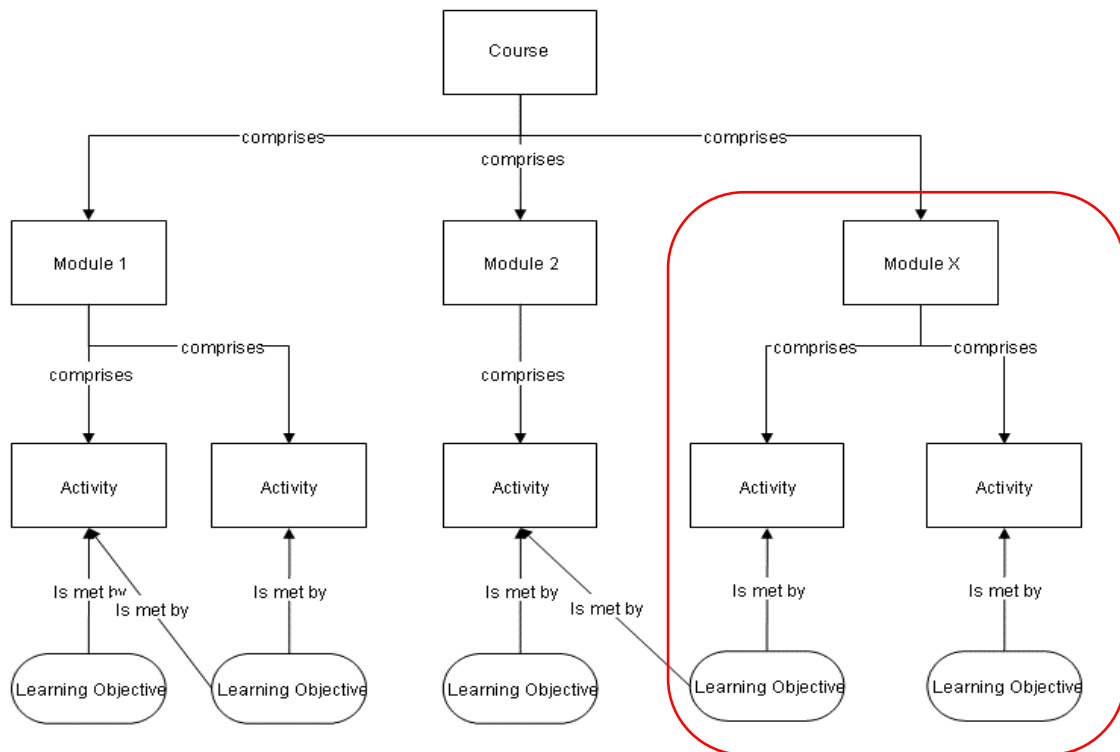 Course
comprises
comprises
comprises
Module 1
Module 2
Module X
comprises
comprises
comprises
comprises
comprises
Activity
Activity
Activity
Activity
Activity
Is met by
Is met by
Is met by
Is met by
Is met by
Is met by
Is met by
Learning Objective
Learning Objective
Learning Objective
Learning Objective
Learning Objective